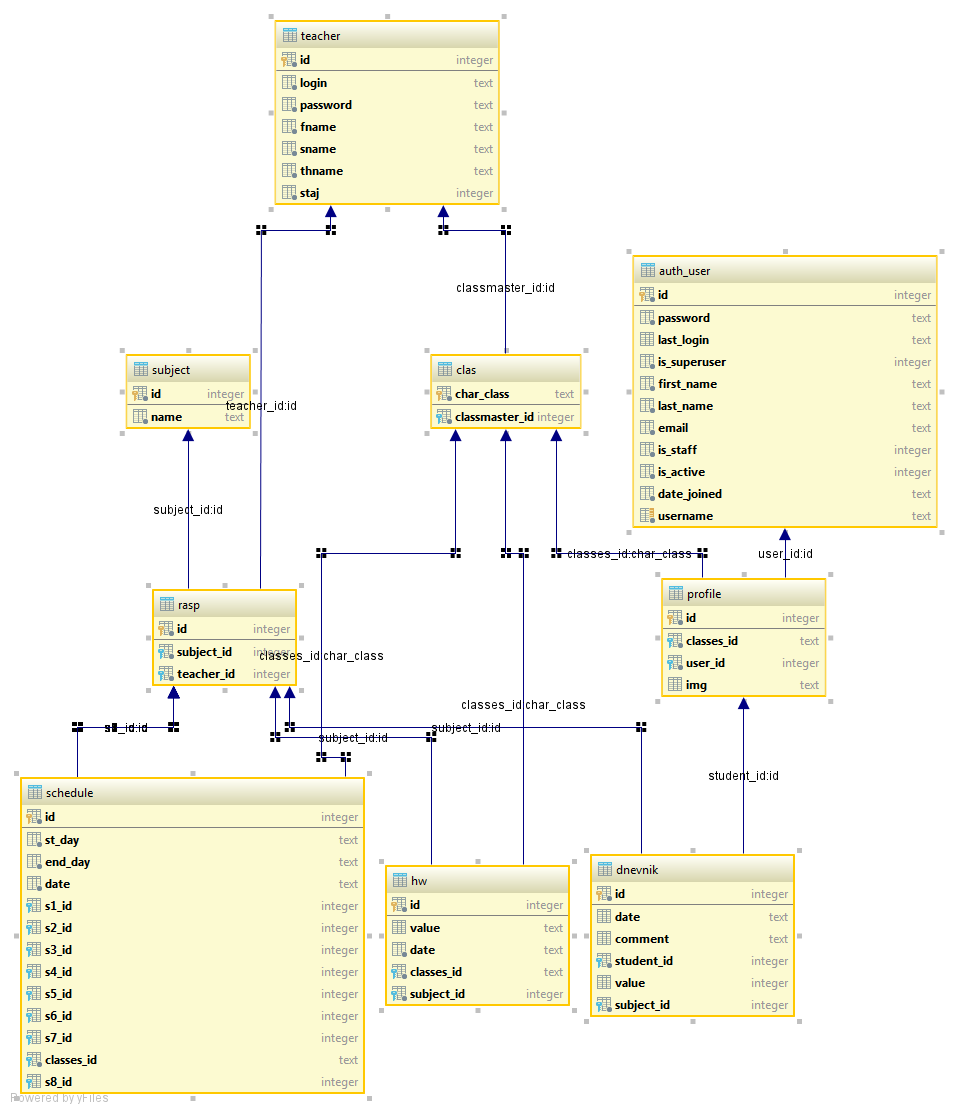 teacher
id integer
login text
password text
fname text
sname text
thname text
staj integer
classmaster_id:id
auth_user
id integer
password text
last_login text
is_superuser integer
first_name text
last_name text
email text
is_staff integer
is_active integer
date_joined text
username text
subject
id integer
name text
teacher_id:id
clas
char_class text
classmaster_id integer
subject_id:id
classes_id:char_class
user_id:id
rasp
id integer
subject_id integer
teacher_id integer
classes_id:char_class
profile
id integer
classes_id text
user_id integer
img text
classes_id:char_class
subject_id:id
subject_id:id
student_id:id
schedule
id integer
st_day text
end_day text
date text
s1_id integer
s2_id integer
s3_id integer
s4_id integer
s5_id integer
s6_id integer
s7_id integer
classes_id text
s8_id integer
hw
id integer
value text
date text
classes_id text
subject_id integer
dnevnik
id integer
date text
comment text
student_id integer
value integer
subject_id integer
Powered by yFiles